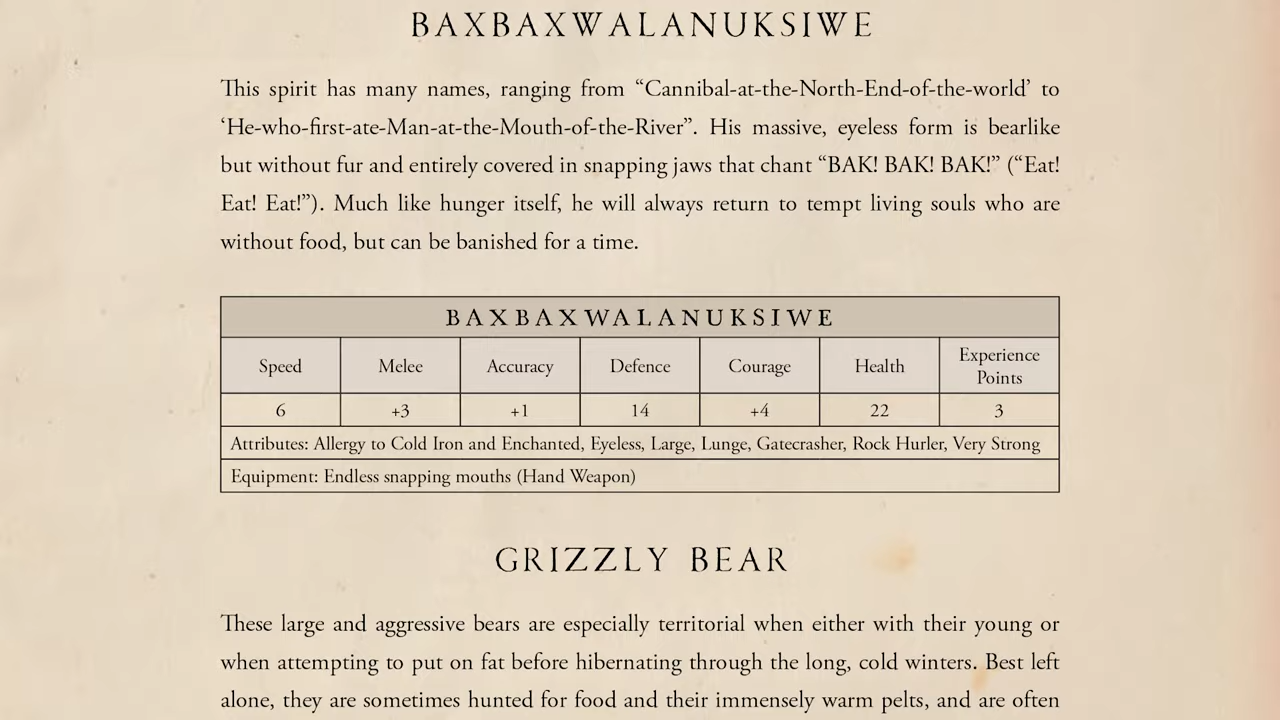 BAXBAXWALANUKSIWE
This spirit has many names, ranging from “Cannibal-at-the-North-End-of-the-world’ to
‘He-who-first-ate-Man-at-the-Mouth-of-the-River”. His massive, eyeless form is bearlike
but without fur and entirely covered in snapping jaws that chant “BAK! BAK! BAK!” (“Eat!
Eat! Eat!”). Much like hunger itself, he will always return to tempt living souls who are
without food, but can be banished for a time.
BAXBAXWALANUKSIWE
Speed Melee Accuracy Defence Courage Health Experience Points
6 +3 +1 14 +4 22 3
Attributes: Allergy to Cold Iron and Enchanted, Eyeless, Large, Lunge, Gatecrasher, Rock Hurler, Very Strong
Equipment: Endless snapping mouths (Hand Weapon)
GRIZZLY BEAR
These large and aggressive bears are especially territorial when either with their young or
when attempting to put on fat before hibernating through the long, cold winters. Best left
alone, they are sometimes hunted for food and their immensely warm pelts, and are often